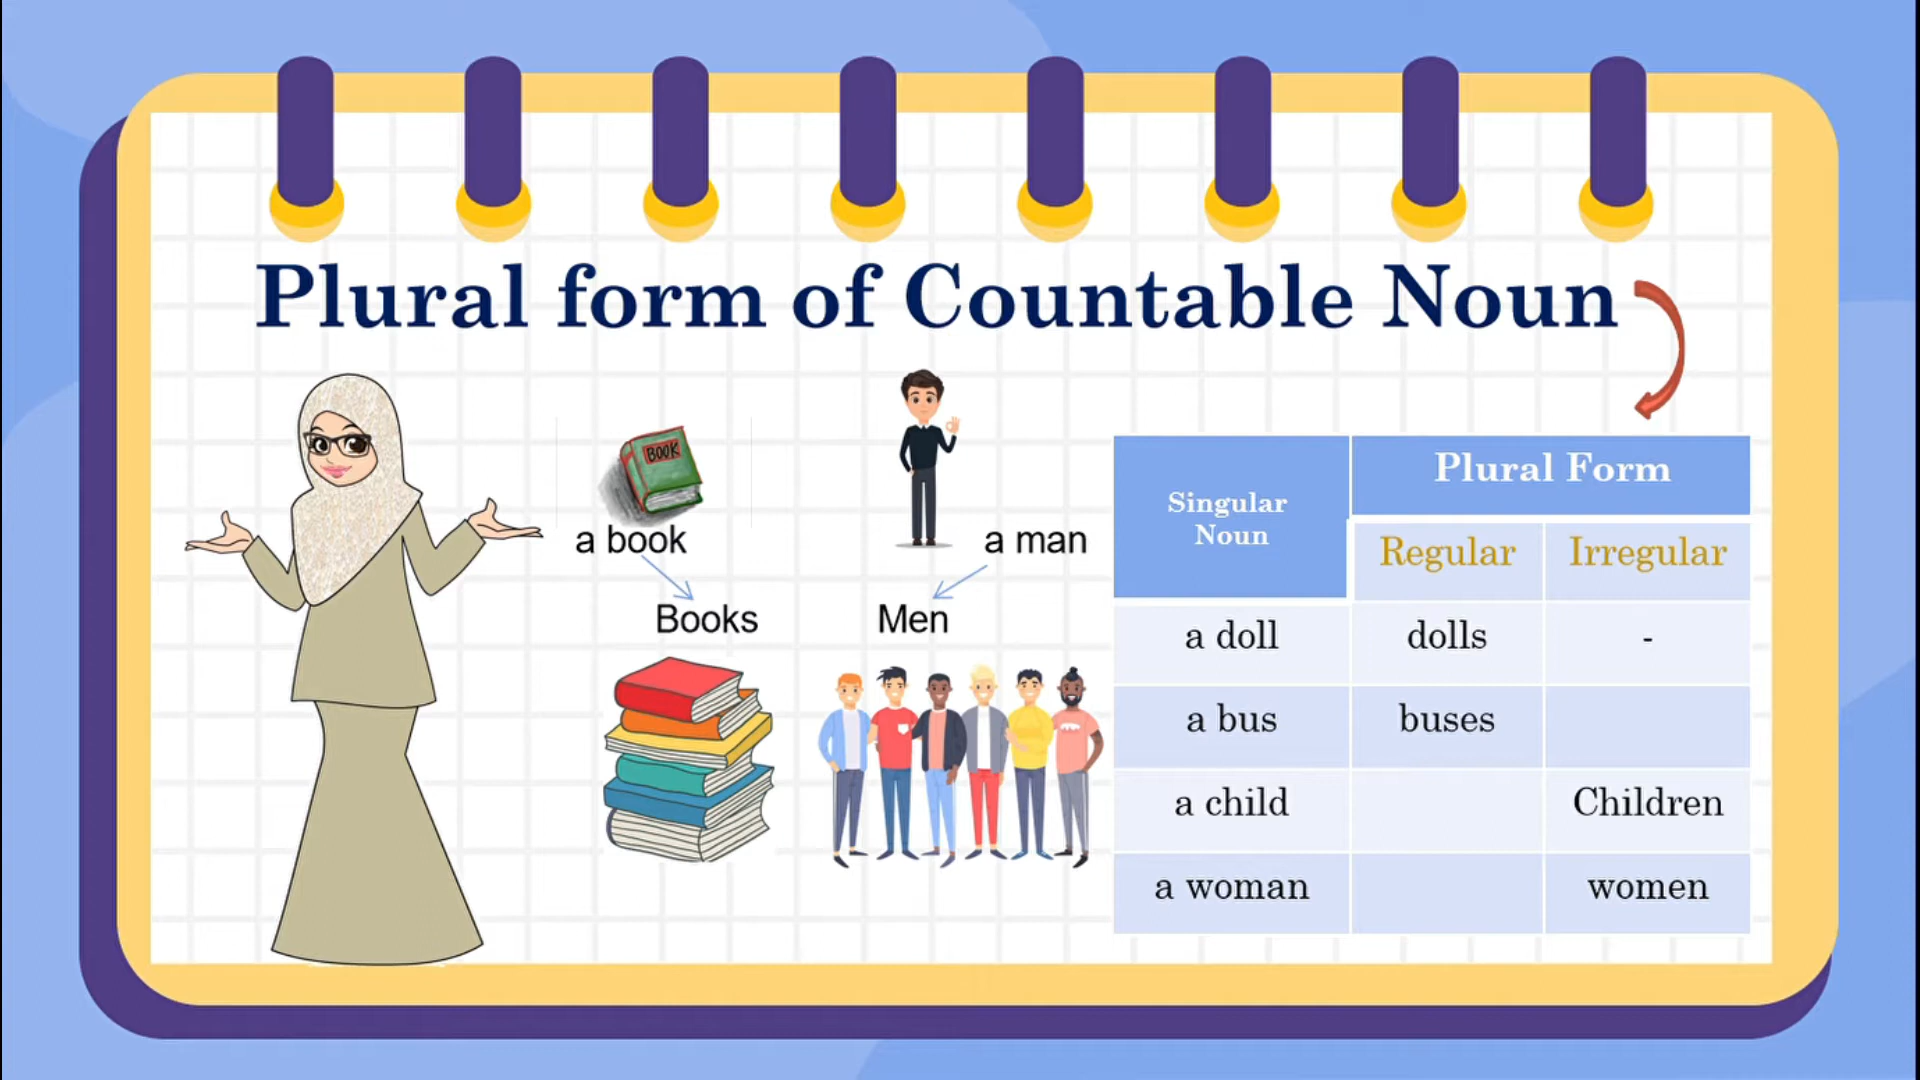 Plural form of Countable Noun
BOOK
a book
a man
Books
Men
Singular
Noun
Plural Form
Regular Irregular
a doll dolls -
a bus buses
a child Children
a woman women